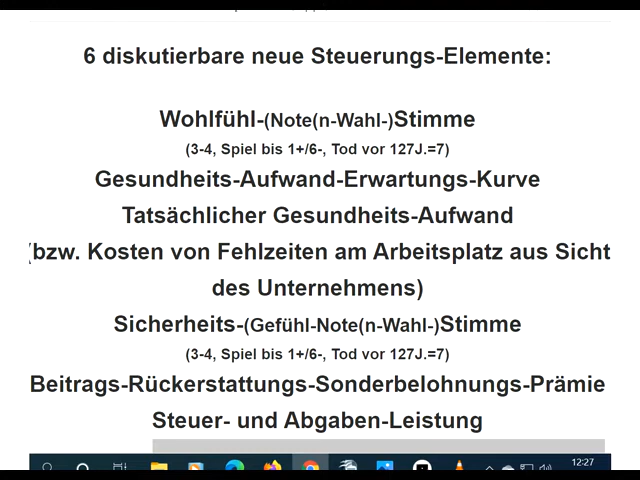 6 diskutierbare neue Steuerungs-Elemente:
Wohlfühl-(Note(n-Wahl-)Stimme
(3-4, Spiel bis 1+/6-, Tod vor 127J.=7)
Gesundheits-Aufwand-Erwartungs-Kurve
Tatsächlicher Gesundheits-Aufwand
(bzw. Kosten von Fehlzeiten am Arbeitsplatz aus Sicht
des Unternehmens)
Sicherheits-(Gefühl-Note(n-Wahl-)Stimme
(3-4, Spiel bis 1+/6-, Tod vor 127J.=7)
Beitrags-Rückerstattungs-Sonderbelohnungs-Prämie
Steuer- und Abgaben-Leistung
12:27